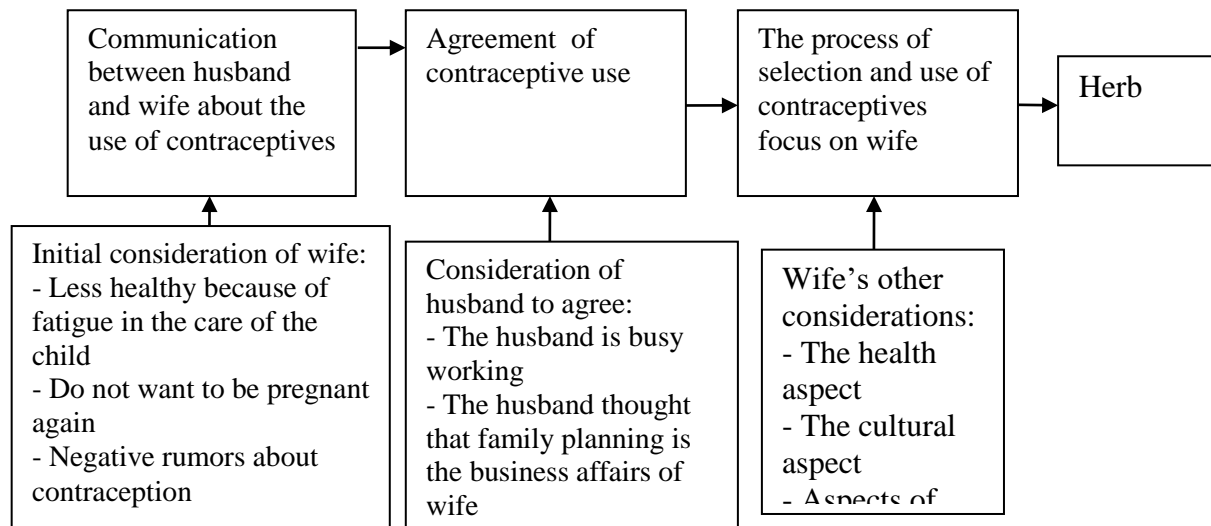 Communication
between husband
and wife about the
use of contraceptives
Agreement of
contraceptive use
The process of
selection and use of
contraceptives
focus on wife
Herb
Initial consideration of wife:
- Less healthy because of
fatigue in the care of the
child
- Do not want to be pregnant
again
- Negative rumors about
contraception
Consideration of
husband to agree:
- The husband is busy
working
- The husband thought
that family planning is
the business affairs of
wife
Wife’s other
considerations:
- The health
aspect
- The cultural
aspect
- Aspects of